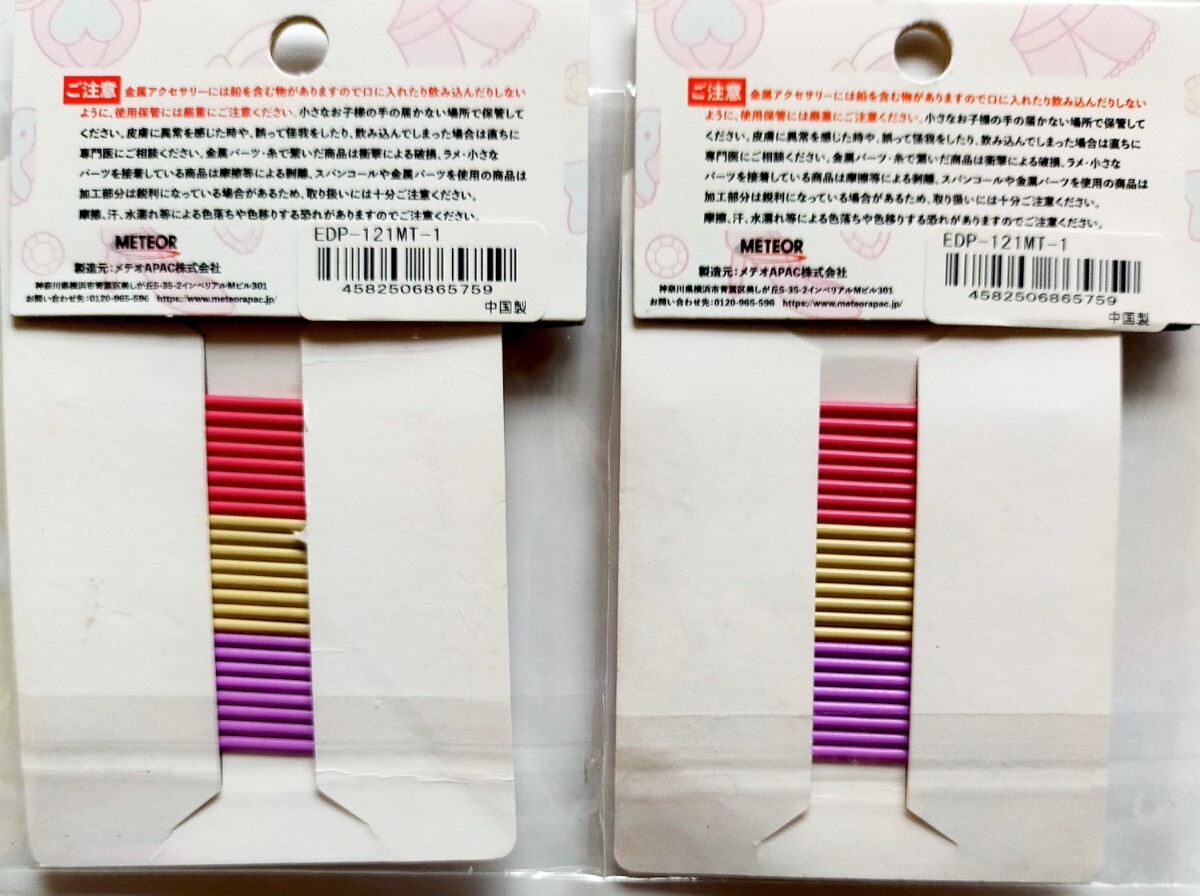 ご注意 金属アクセサリーには鉛を含む物がありますので口に入れたり飲み込んだりしない
ように、使用保管には厳重にご注意ください。小さなお子様の手の届かない場所で保管して
ください。皮膚に異常を感じた時や、誤って怪我をしたり、飲み込んでしまった場合は直ちに
専門医にご相談ください。金属パーツ・糸で繋いだ商品は衝撃による破損、ラメ・小さな
パーツを接着している商品は摩擦等による剥離、スパンコールや金属パーツを使用の商品は
加工部分は鋭利になっている場合があるため、取り扱いには十分ご注意ください。
摩擦、汗、水濡れ等による色落ちや色移りする恐れがありますのでご注意ください。
METEOR
製造元:メテオAPAC株式会社
神奈川県横浜市青葉区美しが丘5-35-2インペリアルMビル301
お問い合わせ先:0120-965-596 https://www.meteorapac.jp/
EDP-121MT-1
4582506865759
中国製
ご注意 金属アクセサリーには鉛を含む物がありますので口に入れたり飲み込んだりしない
ように、使用保管には厳重にご注意ください。小さなお子様の手の届かない場所で保管して
ください。皮膚に異常を感じた時や、誤って怪我をしたり、飲み込んでしまった場合は直ちに
専門医にご相談ください。金属パーツ・糸で繋いだ商品は衝撃による破損、ラメ・小さな
パーツを接着している商品は摩擦等による剥離、スパンコールや金属パーツを使用の商品は
加工部分は鋭利になっている場合があるため、取り扱いには十分ご注意ください。
摩擦、汗、水濡れ等による色落ちや色移りする恐れがありますのでご注意ください。
METEOR
製造元:メテオAPAC株式会社
神奈川県横浜市青葉区美しが丘5-35-2インペリアルMビル301
お問い合わせ先:0120-965-596 https://www.meteorapac.jp/
EDP-121MT-1
4582506865759
中国製